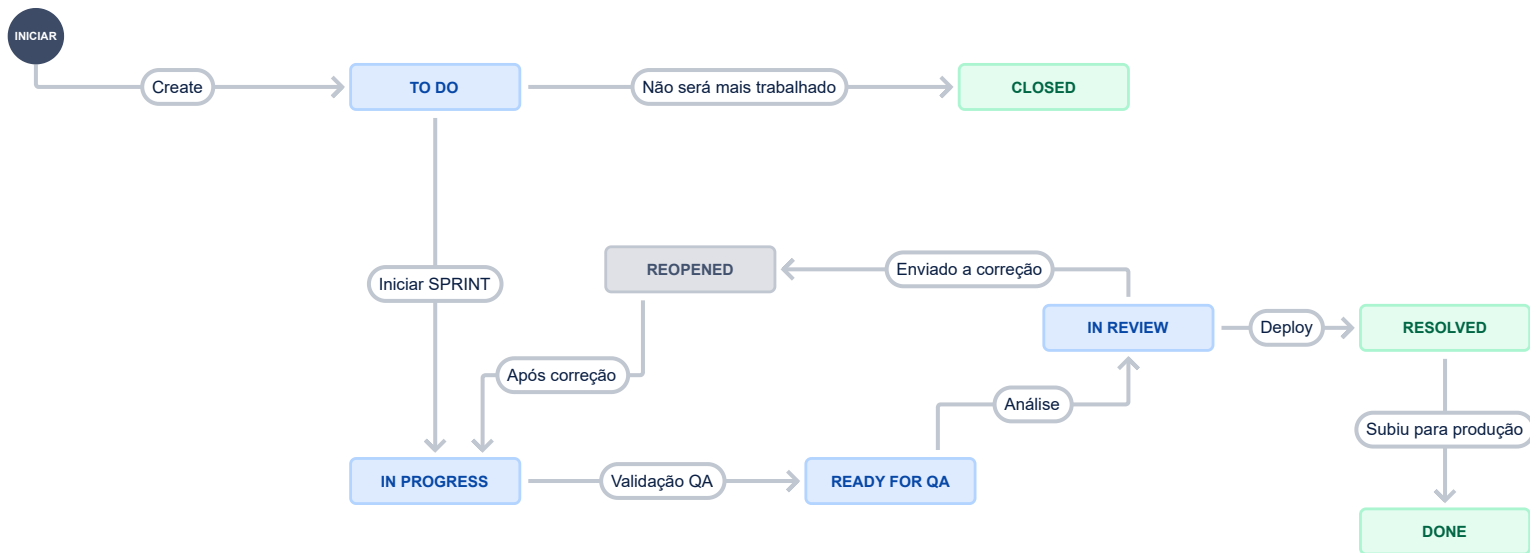 INICIAR
Create
TO DO
Não será mais trabalhado
CLOSED
Iniciar SPRINT
REOPENED
Enviado a correção
IN REVIEW
Deploy
RESOLVED
Após correção
Análise
Subiu para produção
IN PROGRESS
Validação QA
READY FOR QA
DONE